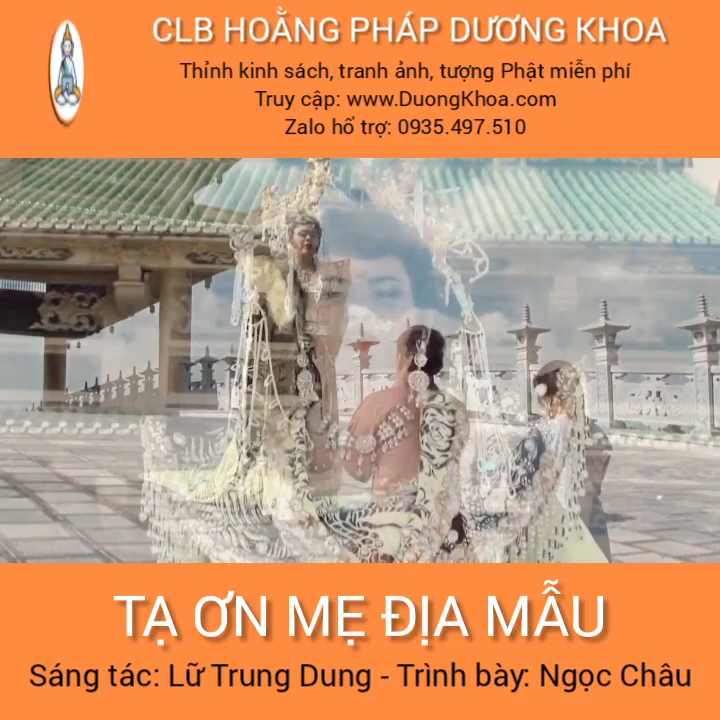 CLB HOẰNG PHÁP DƯƠNG KHOA
Thỉnh kinh sách, tranh ảnh, tượng Phật miễn phí
Truy cập: www.DuongKhoa.com
Zalo hổ trợ: 0935.497.510
TẠ ƠN MẸ ĐỊA MẪU
Sáng tác: Lữ Trung Dung - Trình bày: Ngọc Châu